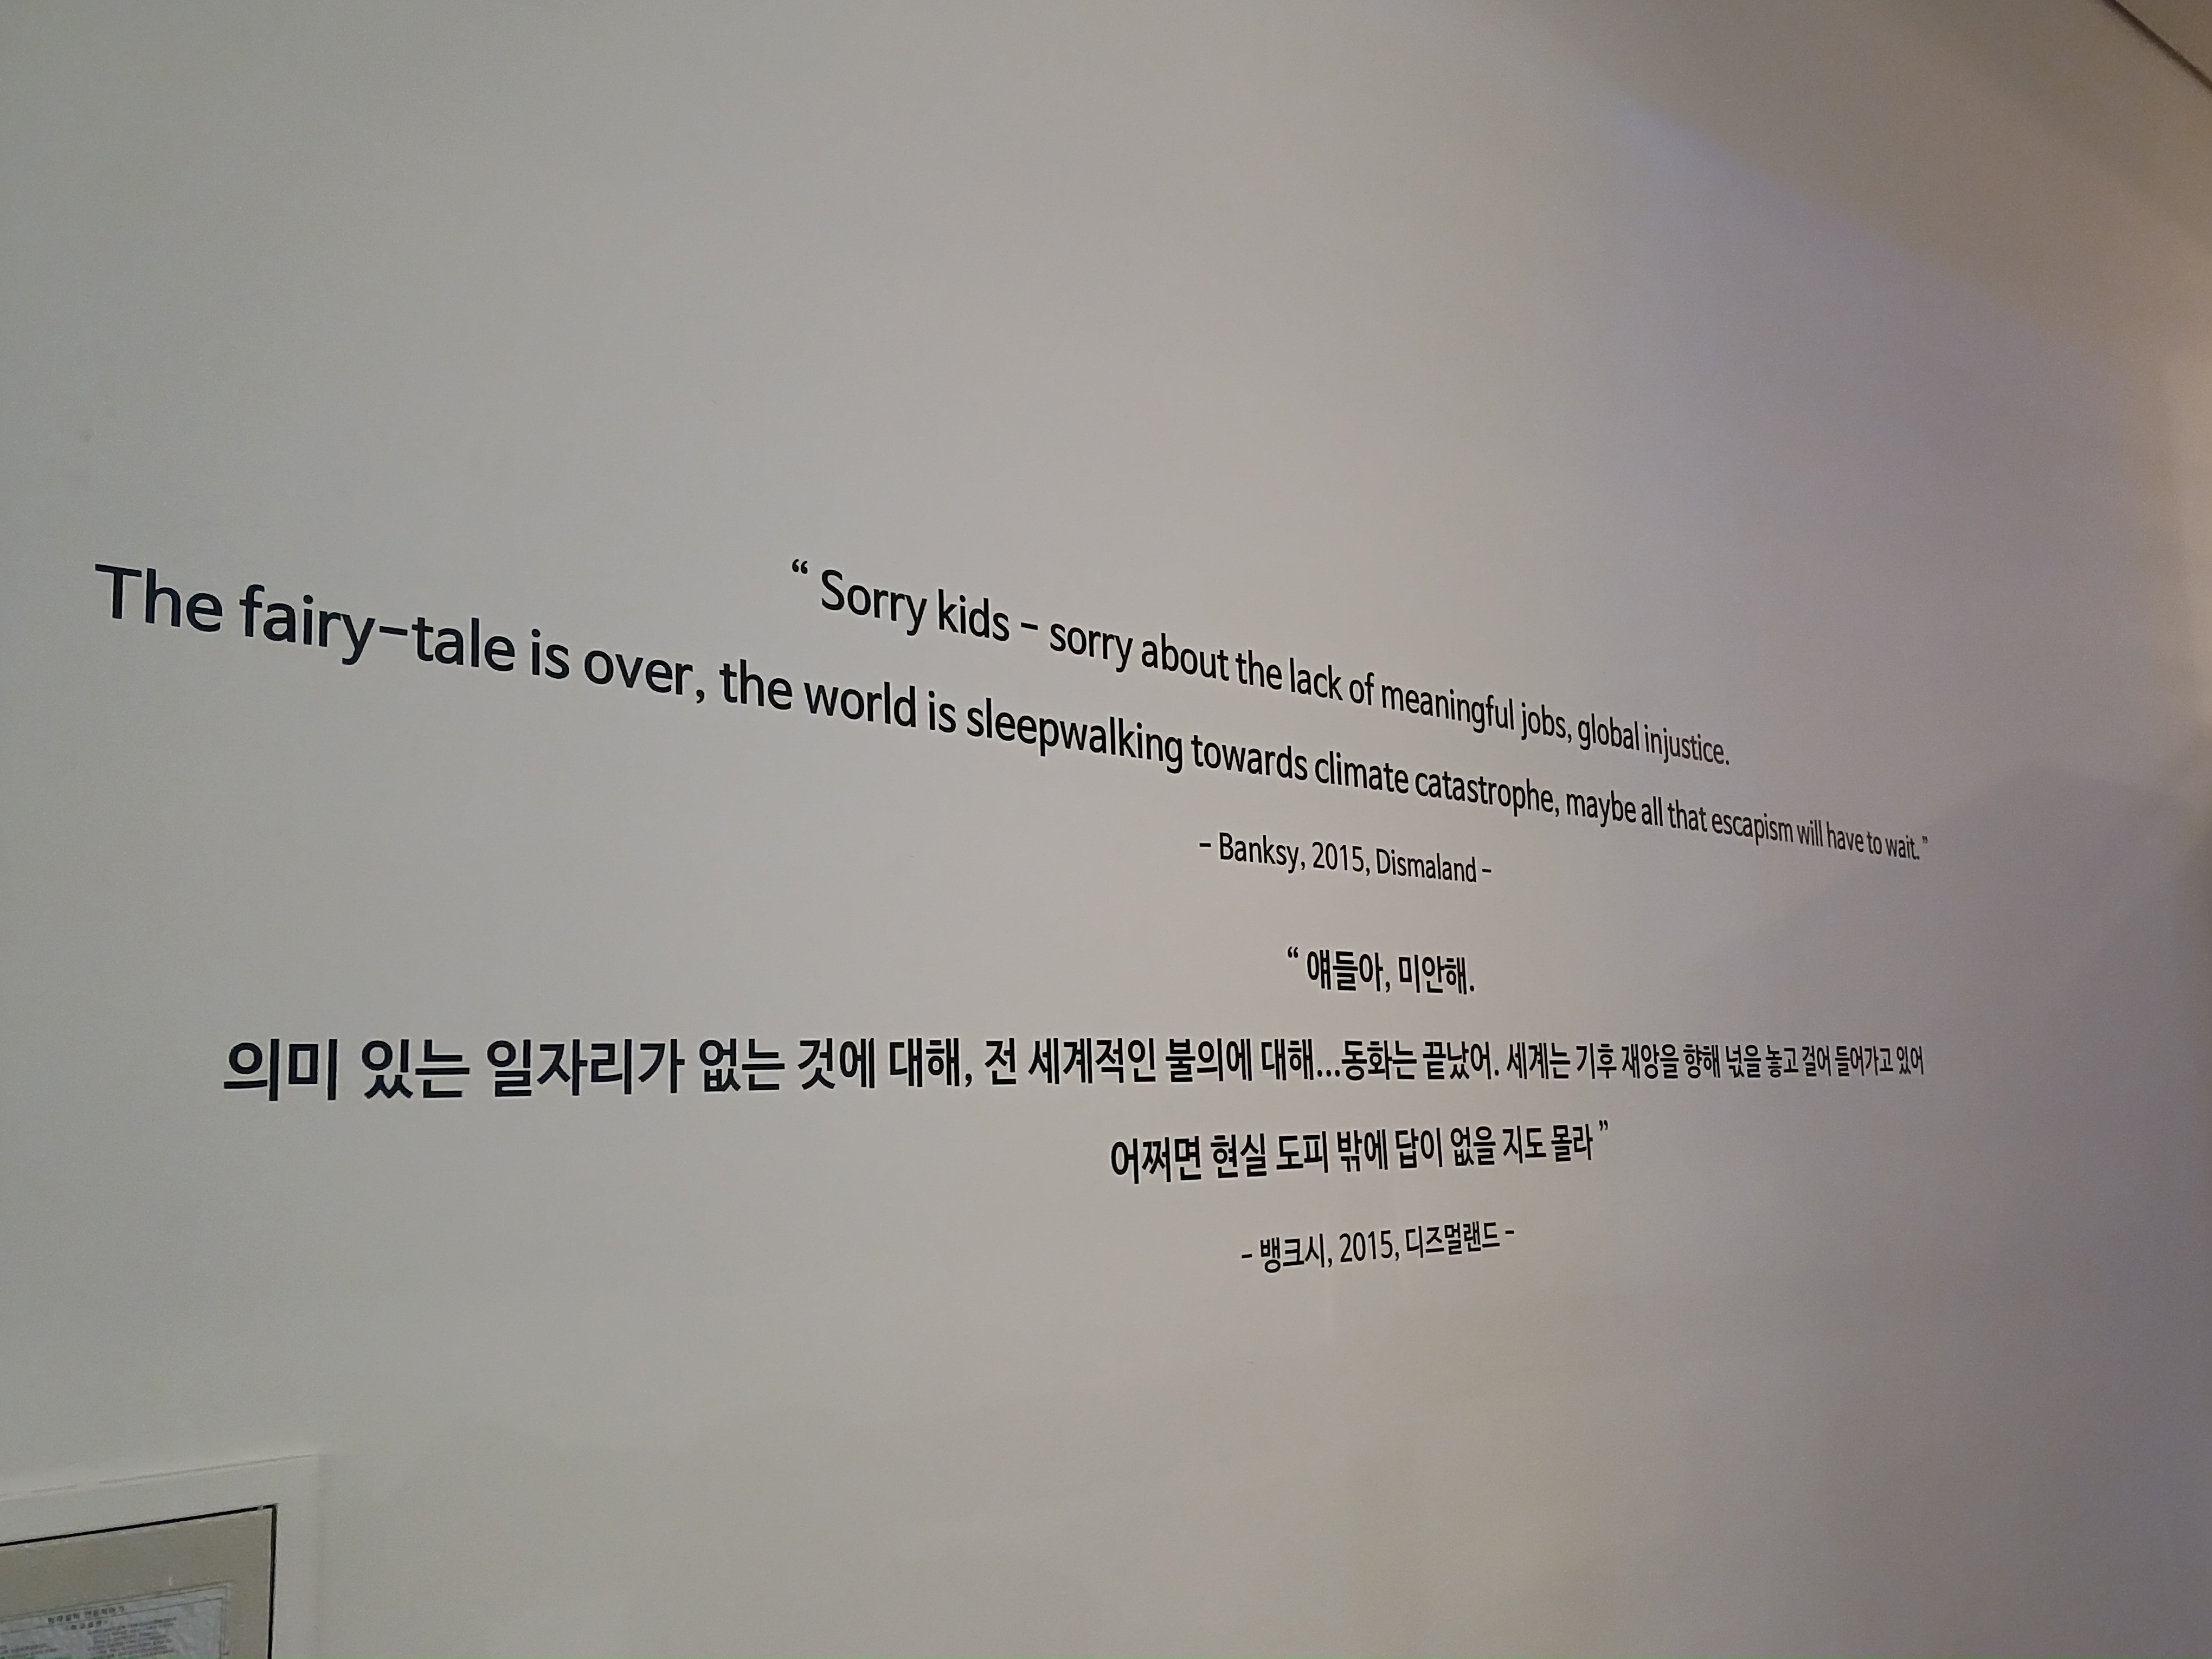 “ Sorry kids - sorry about the lack of meaningful jobs, global injustice.
The fairy-tale is over, the world is sleepwalking towards climate catastrophe, maybe all that escapism will have to wait.”
- Banksy, 2015, Dismaland -
“ 얘들아, 미안해.
의미 있는 일자리가 없는 것에 대해, 전 세계적인 불의에 대해...동화는 끝났어. 세계는 기후 재앙을 향해 넋을 놓고 걸어 들어가고 있어
어쩌면 현실 도피 밖에 답이 없을 지도 몰라 ”
- 뱅크시, 2015, 디즈멀랜드 -